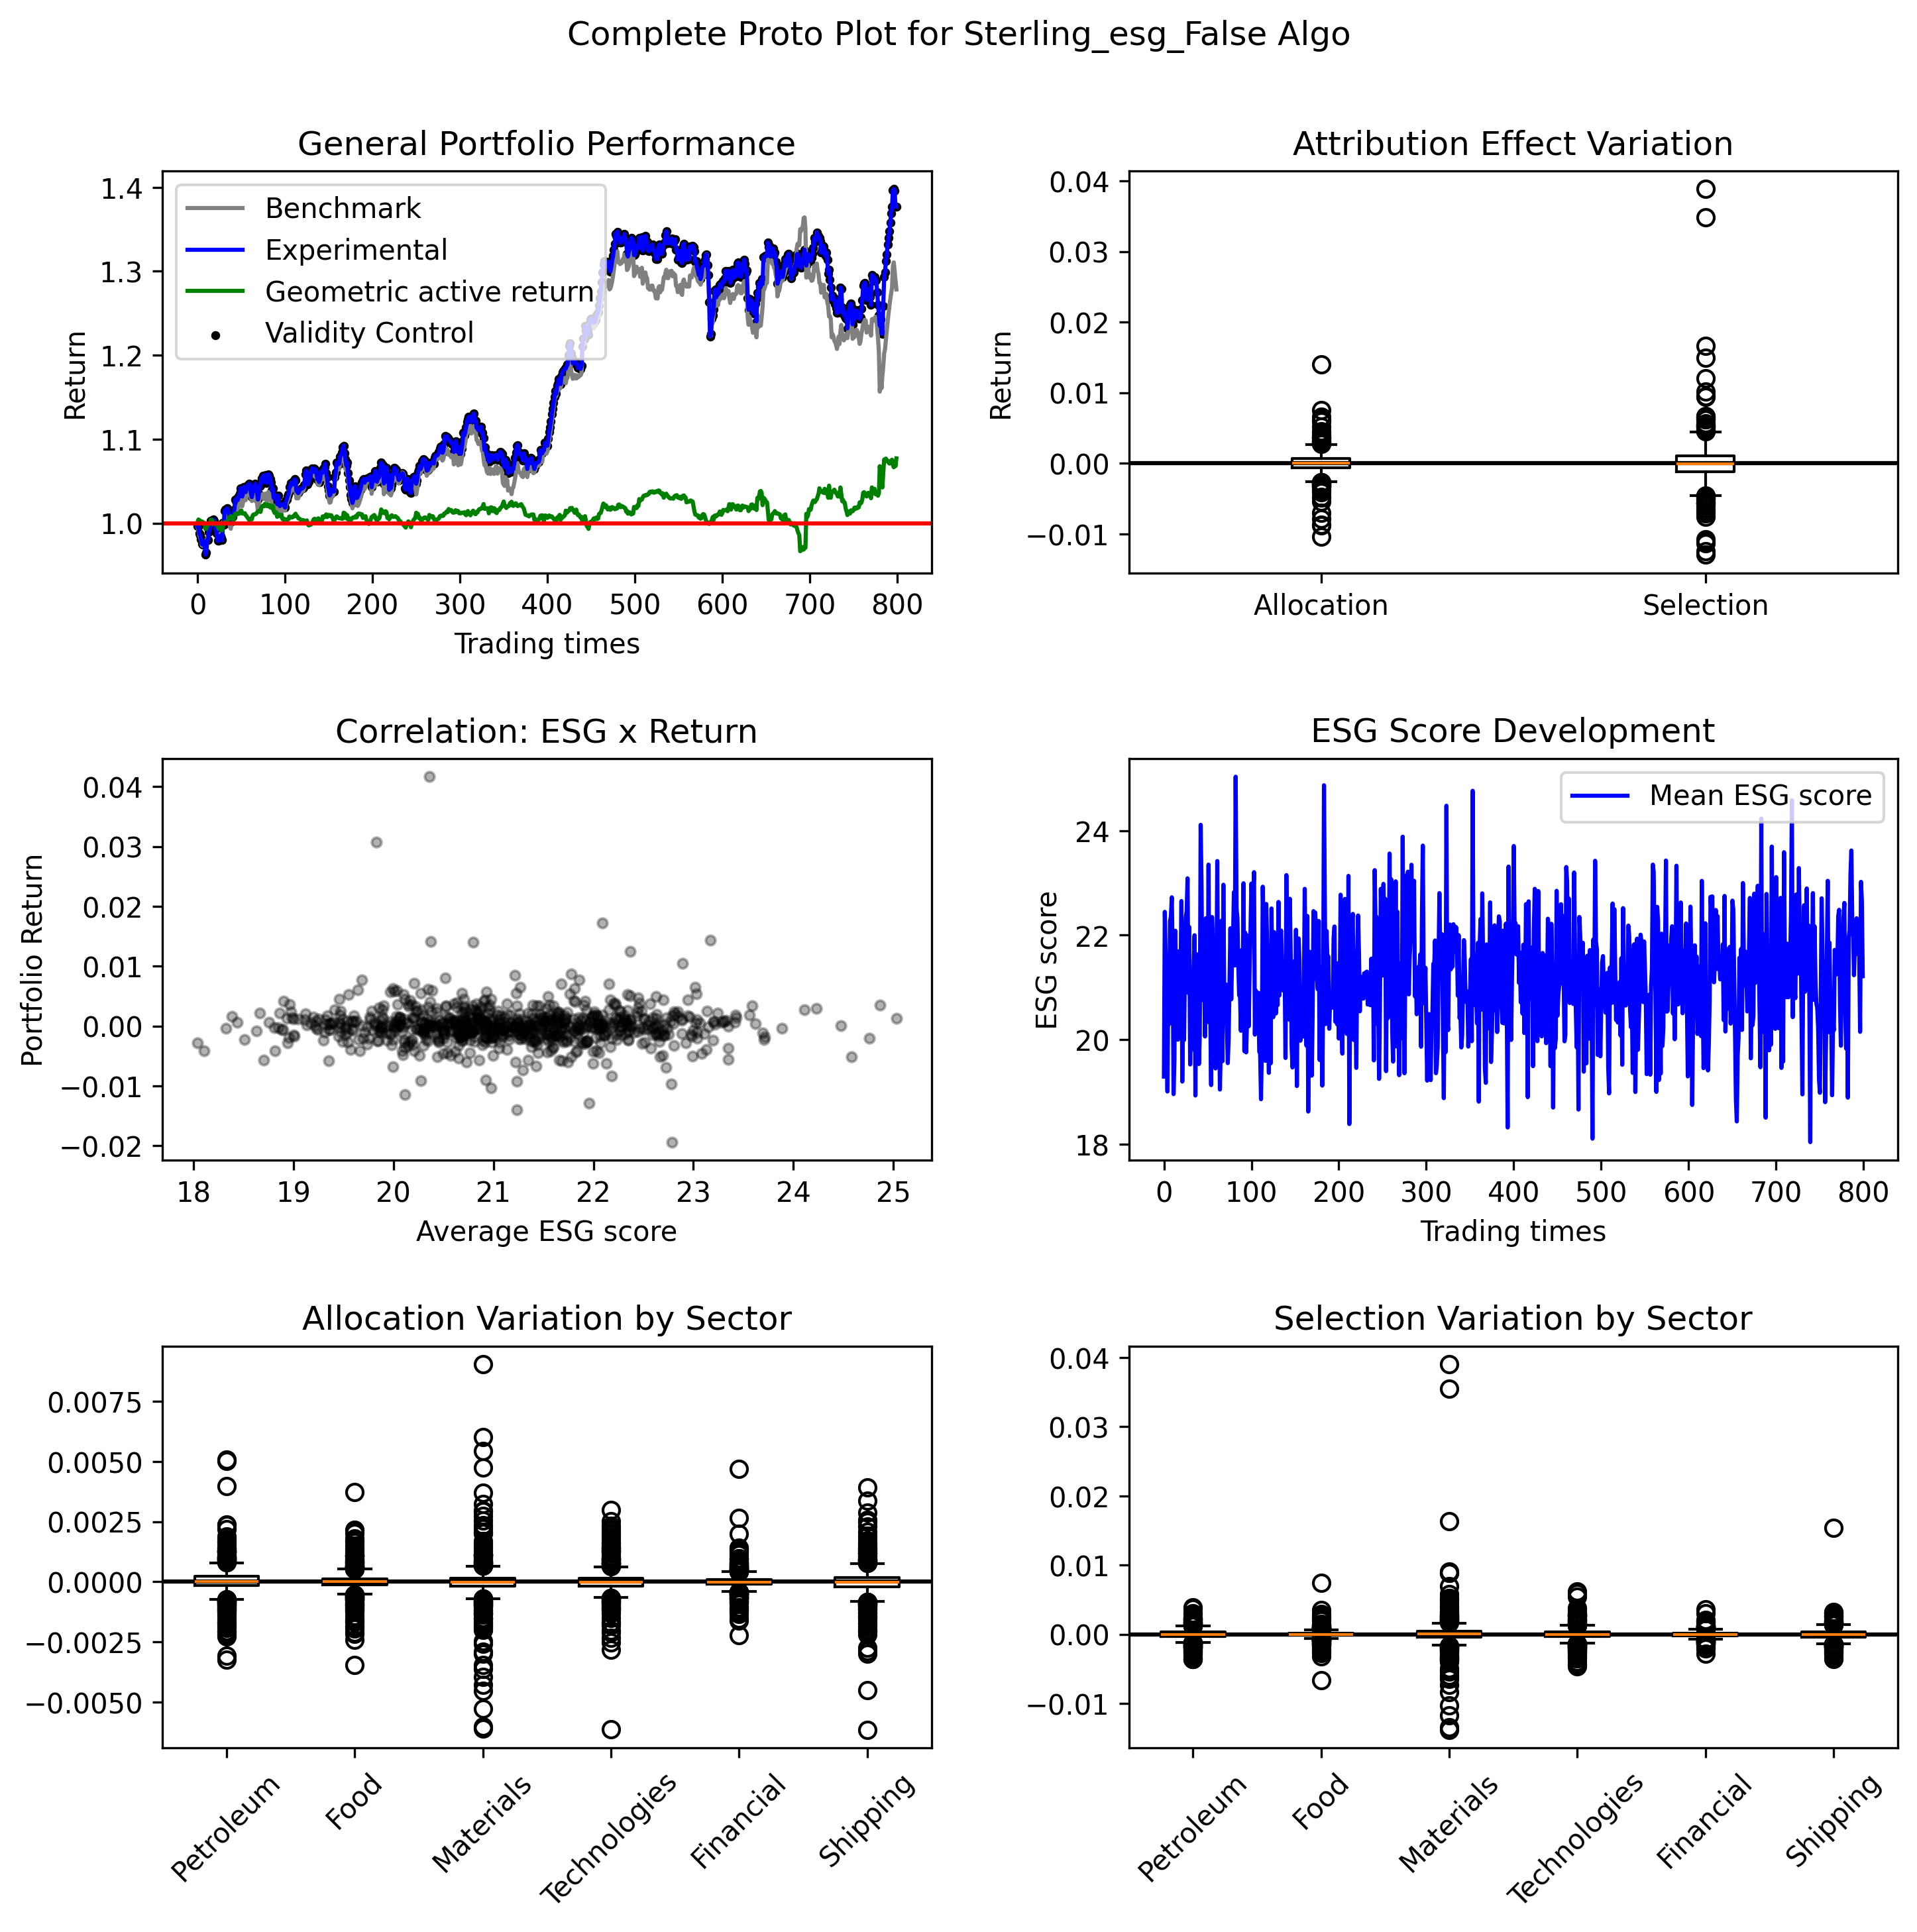 Complete Proto Plot for Sterling_esg_False Algo
General Portfolio Performance
Return
1.4
1.3
1.2
1.1
1.0
Benchmark
Experimental
Geometric active return
Validity Control
0 100 200 300 400 500 600 700 800
Trading times
Attribution Effect Variation
Return
0.04
0.03
0.02
0.01
0.00
−0.01
Allocation Selection
Correlation: ESG x Return
Portfolio Return
0.04
0.03
0.02
0.01
0.00
−0.01
−0.02
18 19 20 21 22 23 24 25
Average ESG score
ESG Score Development
ESG score
24
22
20
18
Mean ESG score
0 100 200 300 400 500 600 700 800
Trading times
Allocation Variation by Sector
0.0075
0.0050
0.0025
0.0000
−0.0025
−0.0050
Petroleum Food Materials Technologies Financial Shipping
Selection Variation by Sector
0.04
0.03
0.02
0.01
0.00
−0.01
Petroleum Food Materials Technologies Financial Shipping